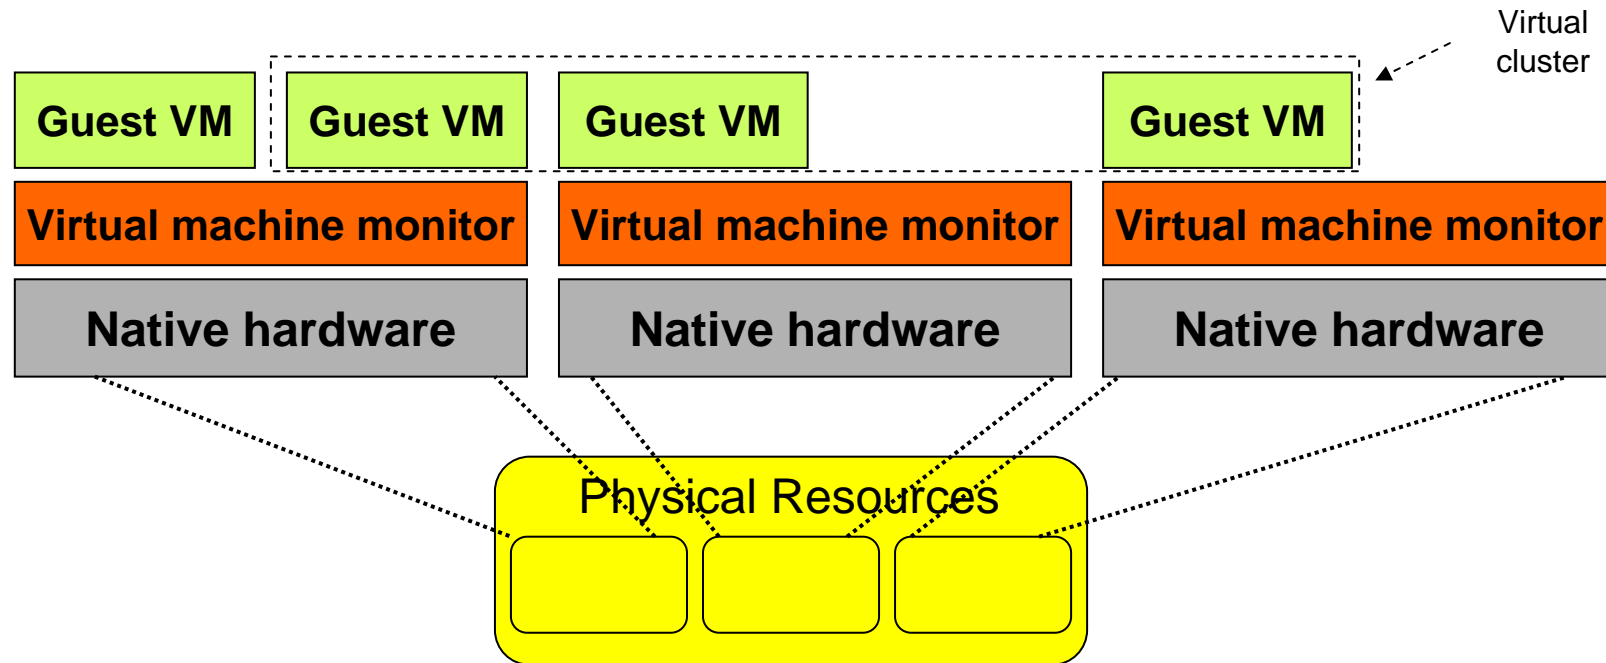 Virtual
cluster
Guest VM
Guest VM
Guest VM
Guest VM
Virtual machine monitor
Virtual machine monitor
Virtual machine monitor
Native hardware
Native hardware
Native hardware
Physical Resources